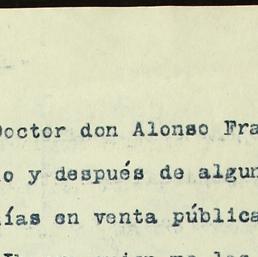 Doctor don Alonso Fra
o y después de algun
ías en venta pública